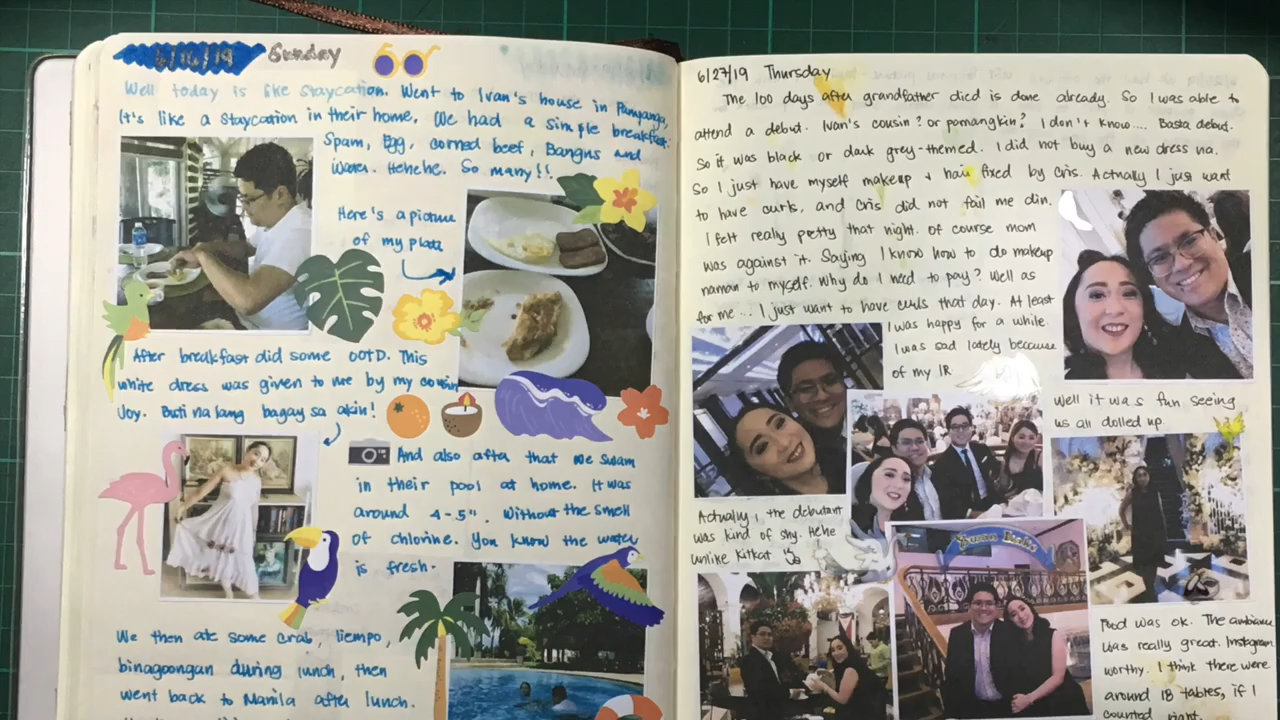 6/16/19 Sunday
Well today is like staycation. Went to Ivan's house in Pampanga,
It's like a staycation in their home. We had a simple breakfast.
Spam, Egg, corned beef, Bangus and
water. Hehehe. So many!!
Here's a picture
of my plate
After breakfast did some OOTD. This
white dress was given to me by my cousin
Joy. Buti na lang bagay sa akin!
And also after that we swam
in their pool at home. It was
around 4-5". Without the smell
of chlorine. You know the water
is fresh.
We then ate some crab, liempo,
binagoongan during lunch, then
went back to Manila after lunch.
6/27/19 Thursday
The 100 days after grandfather died is done already. So I was able to
attend a debut. Ivan's cousin? or pamangkin? I don't know.... Basta debut.
So it was black or dark grey-themed. I did not buy a new dress na.
So I just have myself makeup & hair fixed by Cris. Actually I just want
to have curls, and Cris did not fail me din.
I felt really pretty that night. Of course mom
was against it. Saying I know how to do makeup
naman to myself. Why do I need to pay? Well as
for me... I just want to have curls that day. At least
I was happy for a while.
I was sad lately because
of my IR.
Well it was fun seeing
us all dolled up.
Actually, the debutant
was kind of shy. Hehe
Unlike Kitkat
Food was ok. The ambiance
was really great. Instagram
worthy. I think there were
around 18 tables, if I
counted right.